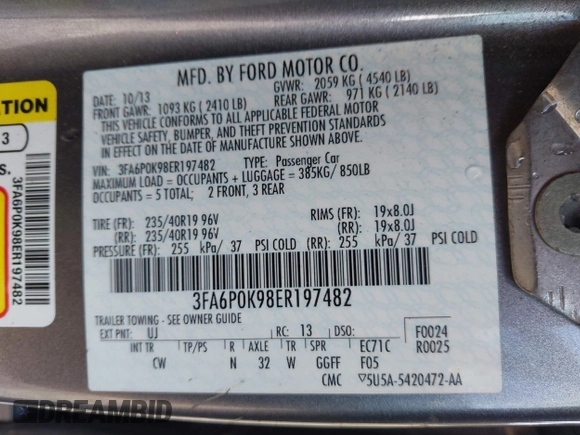 MFD. BY FORD MOTOR CO.
DATE: 10/13
GVWR: 2059 KG ( 4540 LB)
FRONT GAWR: 1093 KG ( 2410 LB)
REAR GAWR: 971 KG ( 2140 LB)
THIS VEHICLE CONFORMS TO ALL APPLICABLE FEDERAL MOTOR
VEHICLE SAFETY, BUMPER, AND THEFT PREVENTION STANDARDS
IN EFFECT ON THE DATE OF MANUFACTURE SHOWN ABOVE.
VIN: 3FA6P0K98ER197482 TYPE: Passenger Car
MAXIMUM LOAD = OCCUPANTS + LUGGAGE = 385KG/ 850LB
OCCUPANTS = 5 TOTAL; 2 FRONT, 3 REAR
TIRE (FR): 235/40R19 96V RIMS (FR): 19x8.0J
(RR): 235/40R19 96V (RR): 19x8.0J
PRESSURE (FR): 255 kPa/ 37 PSI COLD (RR): 255 kPa/ 37 PSI COLD
3FA6P0K98ER197482
TRAILER TOWING - SEE OWNER GUIDE
EXT PNT: UJ RC: 13 DSO: F0024
R0025
INT TR TP/PS R AXLE TR SPR EC71C
CW N 32 W GGFF F05
CMC ▽5U5A-5420472-AA
ATION
3
S.
3FA6P0K98ER197482
DREAMBID